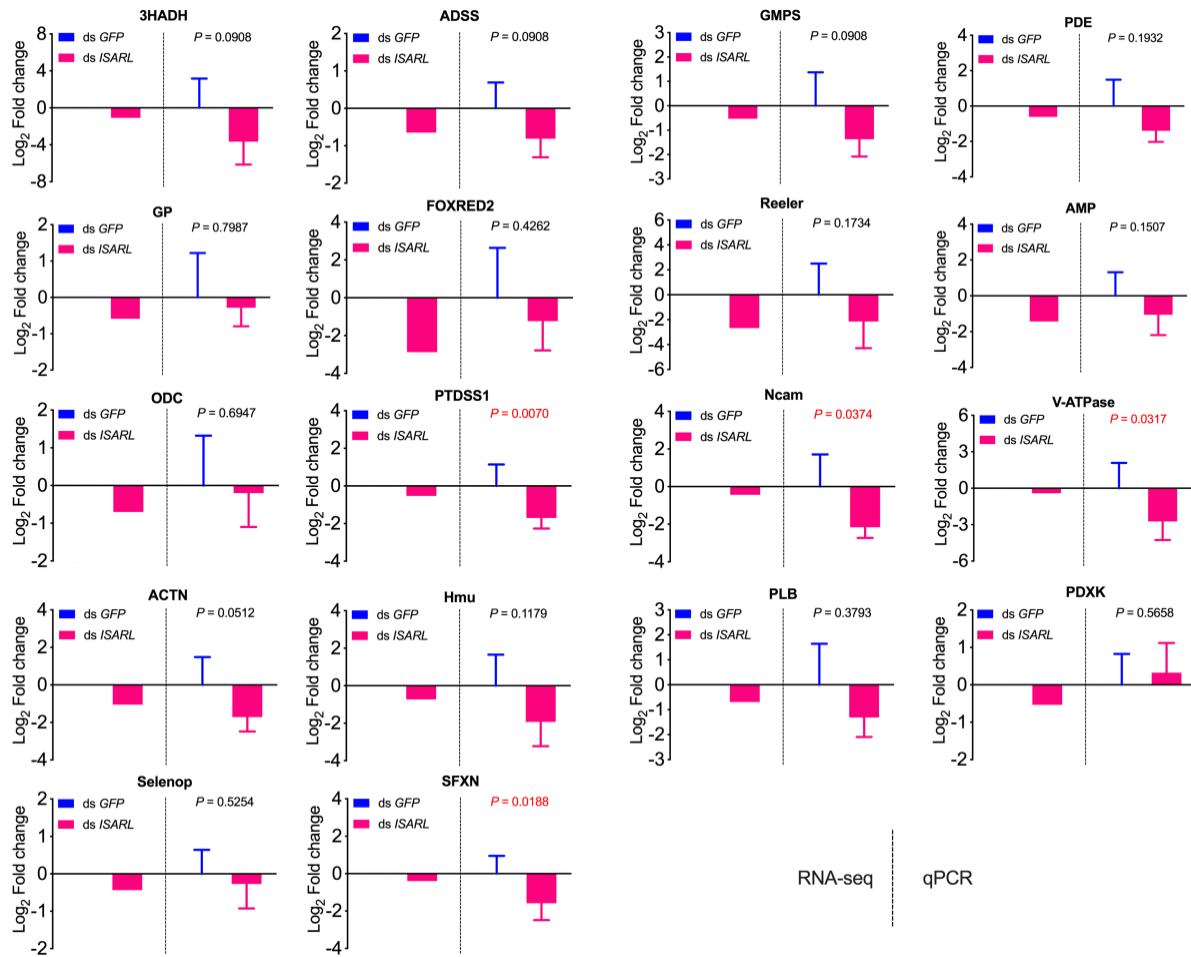 3HADH
Log2 Fold change
8
4
0
-4
-8
ds GFP
ds ISARL
P = 0.0908
ADSS
Log2 Fold change
2
1
0
-1
-2
ds GFP
ds ISARL
P = 0.0908
GMPS
Log2 Fold change
3
2
1
0
-1
-2
-3
ds GFP
ds ISARL
P = 0.0908
PDE
Log2 Fold change
4
2
0
-2
-4
ds GFP
ds ISARL
P = 0.1932
GP
Log2 Fold change
2
1
0
-1
-2
ds GFP
ds ISARL
P = 0.7987
FOXRED2
Log2 Fold change
4
2
0
-2
-4
ds GFP
ds ISARL
P = 0.4262
Reeler
Log2 Fold change
6
4
2
0
-2
-4
-6
ds GFP
ds ISARL
P = 0.1734
AMP
Log2 Fold change
4
2
0
-2
-4
ds GFP
ds ISARL
P = 0.1507
ODC
Log2 Fold change
2
1
0
-1
-2
ds GFP
ds ISARL
P = 0.6947
PTDSS1
Log2 Fold change
4
2
0
-2
-4
ds GFP
ds ISARL
P = 0.0070
Ncam
Log2 Fold change
4
2
0
-2
-4
ds GFP
ds ISARL
P = 0.0374
V-ATPase
Log2 Fold change
6
3
0
-3
-6
ds GFP
ds ISARL
P = 0.0317
ACTN
Log2 Fold change
4
2
0
-2
-4
ds GFP
ds ISARL
P = 0.0512
Hmu
Log2 Fold change
4
2
0
-2
-4
ds GFP
ds ISARL
P = 0.1179
PLB
Log2 Fold change
3
2
1
0
-1
-2
-3
ds GFP
ds ISARL
P = 0.3793
PDXK
Log2 Fold change
2
1
0
-1
-2
ds GFP
ds ISARL
P = 0.5658
Selenop
Log2 Fold change
2
1
0
-1
-2
ds GFP
ds ISARL
P = 0.5254
SFXN
Log2 Fold change
4
2
0
-2
-4
ds GFP
ds ISARL
P = 0.0188
RNA-seq
qPCR